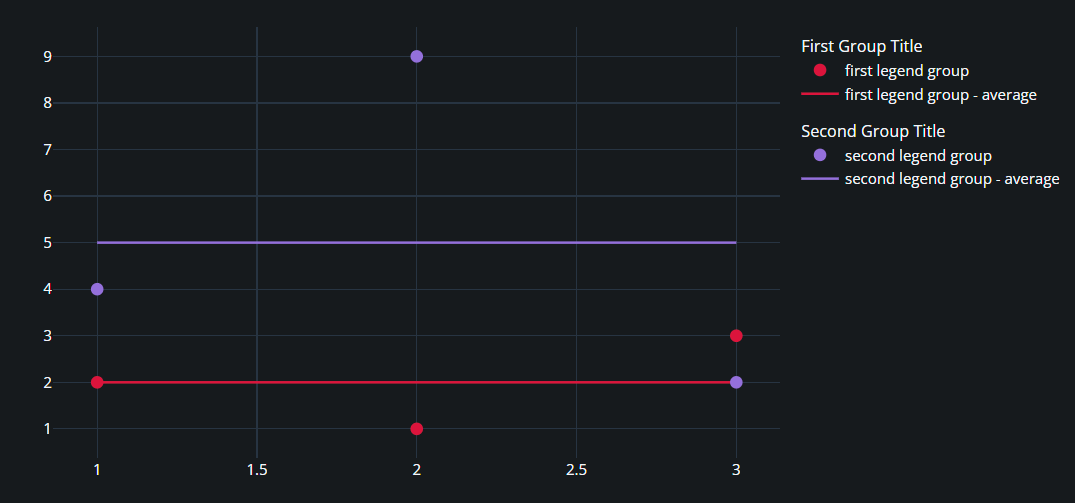 9
8
7
6
5
4
3
2
1
1 1.5 2 2.5 3
First Group Title
first legend group
first legend group - average
Second Group Title
second legend group
second legend group - average